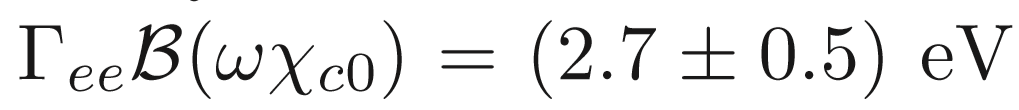 Γ_{ee}ℬ(ωχ_{c0}) = (2.7 ± 0.5) eV